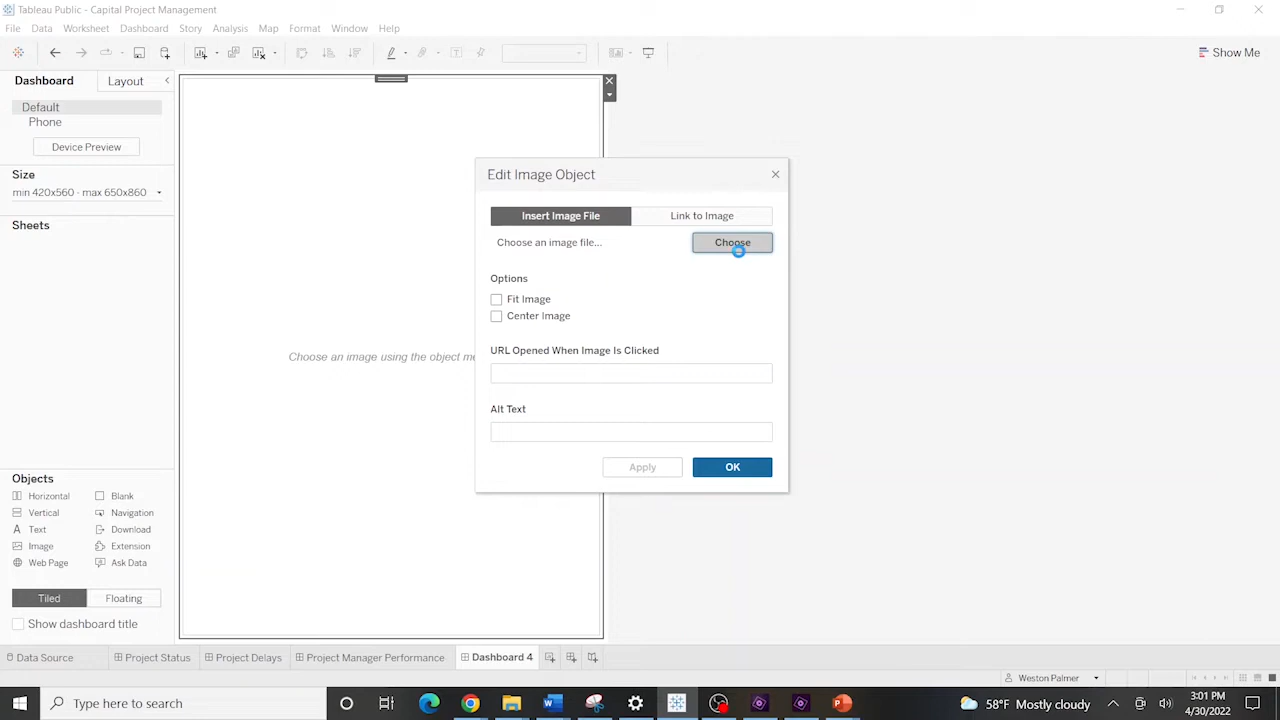 Tableau Public - Capital Project Management
File Data Worksheet Dashboard Story Analysis Map Format Window Help
Show Me
Dashboard Layout
Default
Phone
Device Preview
Size
min 420x560 - max 650x860
Sheets
Edit Image Object
Insert Image File Link to Image
Choose an image file... Choose
Options
Fit Image
Center Image
URL Opened When Image Is Clicked
Choose an image using the object me
Alt Text
Apply OK
Objects
Horizontal Blank
Vertical Navigation
Text Download
Image Extension
Web Page Ask Data
Tiled Floating
Show dashboard title
Data Source Project Status Project Delays Project Manager Performance Dashboard 4
Weston Palmer
Type here to search
58°F Mostly cloudy
3:01 PM
4/30/2022